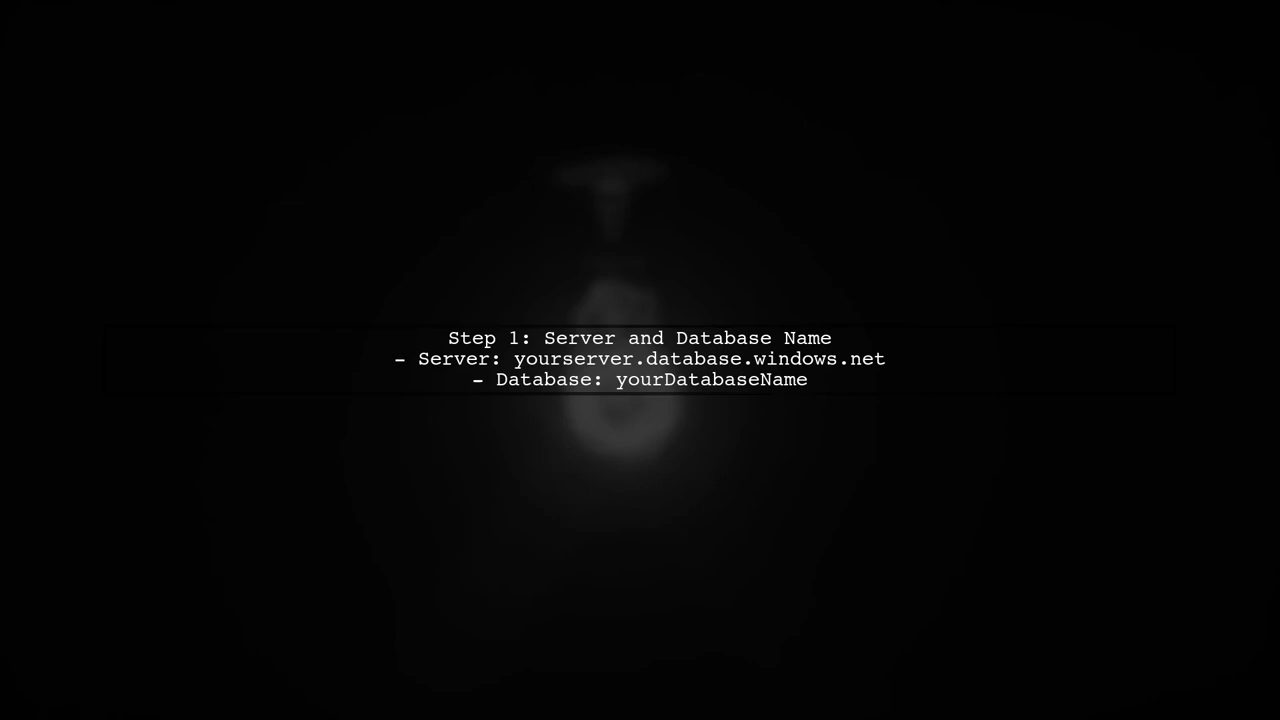 Step 1: Server and Database Name
- Server: yourserver.database.windows.net
- Database: yourDatabaseName